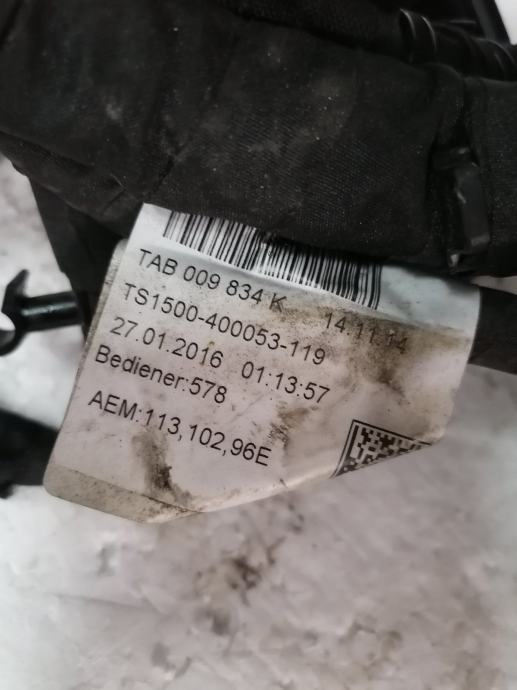 TAB 009 834 K 14.11.14
TS1500-400053-119
27.01.2016 01:13:57
Bediener:578
AEM:113,102,96E